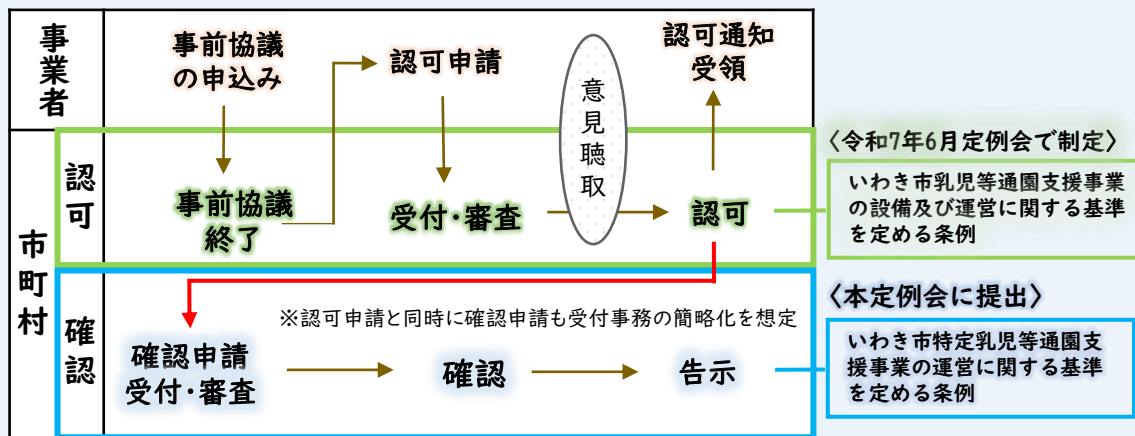 事業者
事前協議
の申込み
認可申請
意見聴取
認可通知
受領
市町村
認可
事前協議
終了
受付・審査
認可
〈令和7年6月定例会で制定〉
いわき市乳児等通園支援事業
の設備及び運営に関する基準
を定める条例
確認
※認可申請と同時に確認申請も受付事務の簡略化を想定
確認申請
受付・審査
確認
告示
〈本定例会に提出〉
いわき市特定乳児等通園支
援事業の運営に関する基準
を定める条例